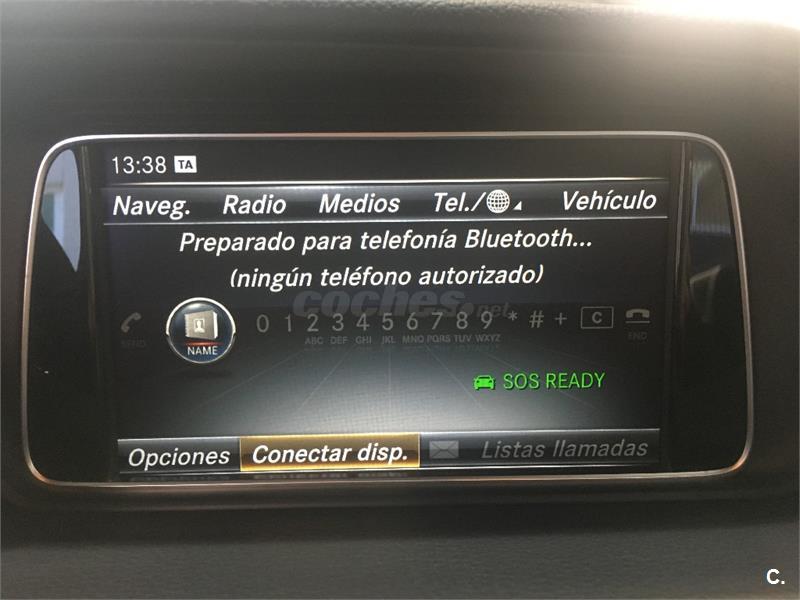 13:38 TA
Naveg. Radio Medios Tel./ Vehículo
Preparado para telefonía Bluetooth...
(ningún teléfono autorizado)
coches.net
SEND NAME 0 1 2 3 4 5 6 7 8 9 * # + C END
ABC DEF GHI JKL MNO PQRS TUV WXYZ
SOS READY
Opciones Conectar disp. Listas llamadas
C.